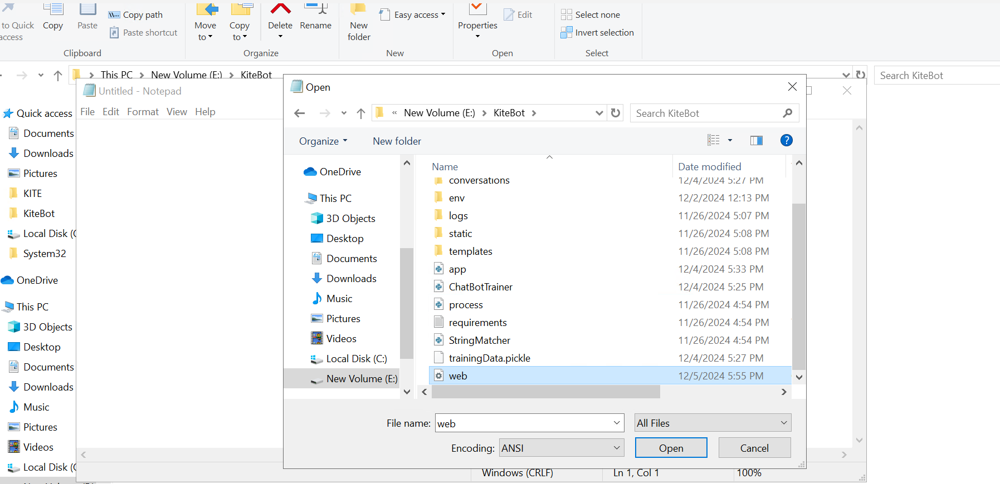 to Quick access
Copy
Paste
Copy path
Paste shortcut
Clipboard
Move to
Copy to
Delete
Rename
Organize
New folder
Easy access
New
Properties
Edit
Open
Select none
Invert selection
Select
This PC > New Volume (E:) > KiteBot
Search KiteBot
Untitled - Notepad
File Edit Format View Help
Quick access
Documents
Downloads
Pictures
KITE
KiteBot
Local Disk (C
System32
OneDrive
This PC
3D Objects
Desktop
Documents
Downloads
Music
Pictures
Videos
Local Disk (C
Open
« New Volume (E:) > KiteBot >
Search KiteBot
Organize
New folder
?
OneDrive
This PC
3D Objects
Desktop
Documents
Downloads
Music
Pictures
Videos
Local Disk (C:)
New Volume (E:)
Name Date modified
conversations 12/4/2024 5:27 PM
env 12/2/2024 12:13 PM
logs 11/26/2024 5:07 PM
static 11/26/2024 5:08 PM
templates 11/26/2024 5:08 PM
app 12/4/2024 5:33 PM
ChatBotTrainer 12/4/2024 5:25 PM
process 11/26/2024 4:54 PM
requirements 11/26/2024 4:54 PM
StringMatcher 11/26/2024 4:54 PM
trainingData.pickle 12/4/2024 5:27 PM
web 12/5/2024 5:55 PM
File name: web
All Files
Encoding: ANSI
Open
Cancel
Windows (CRLF)
Ln 1, Col 1
100%